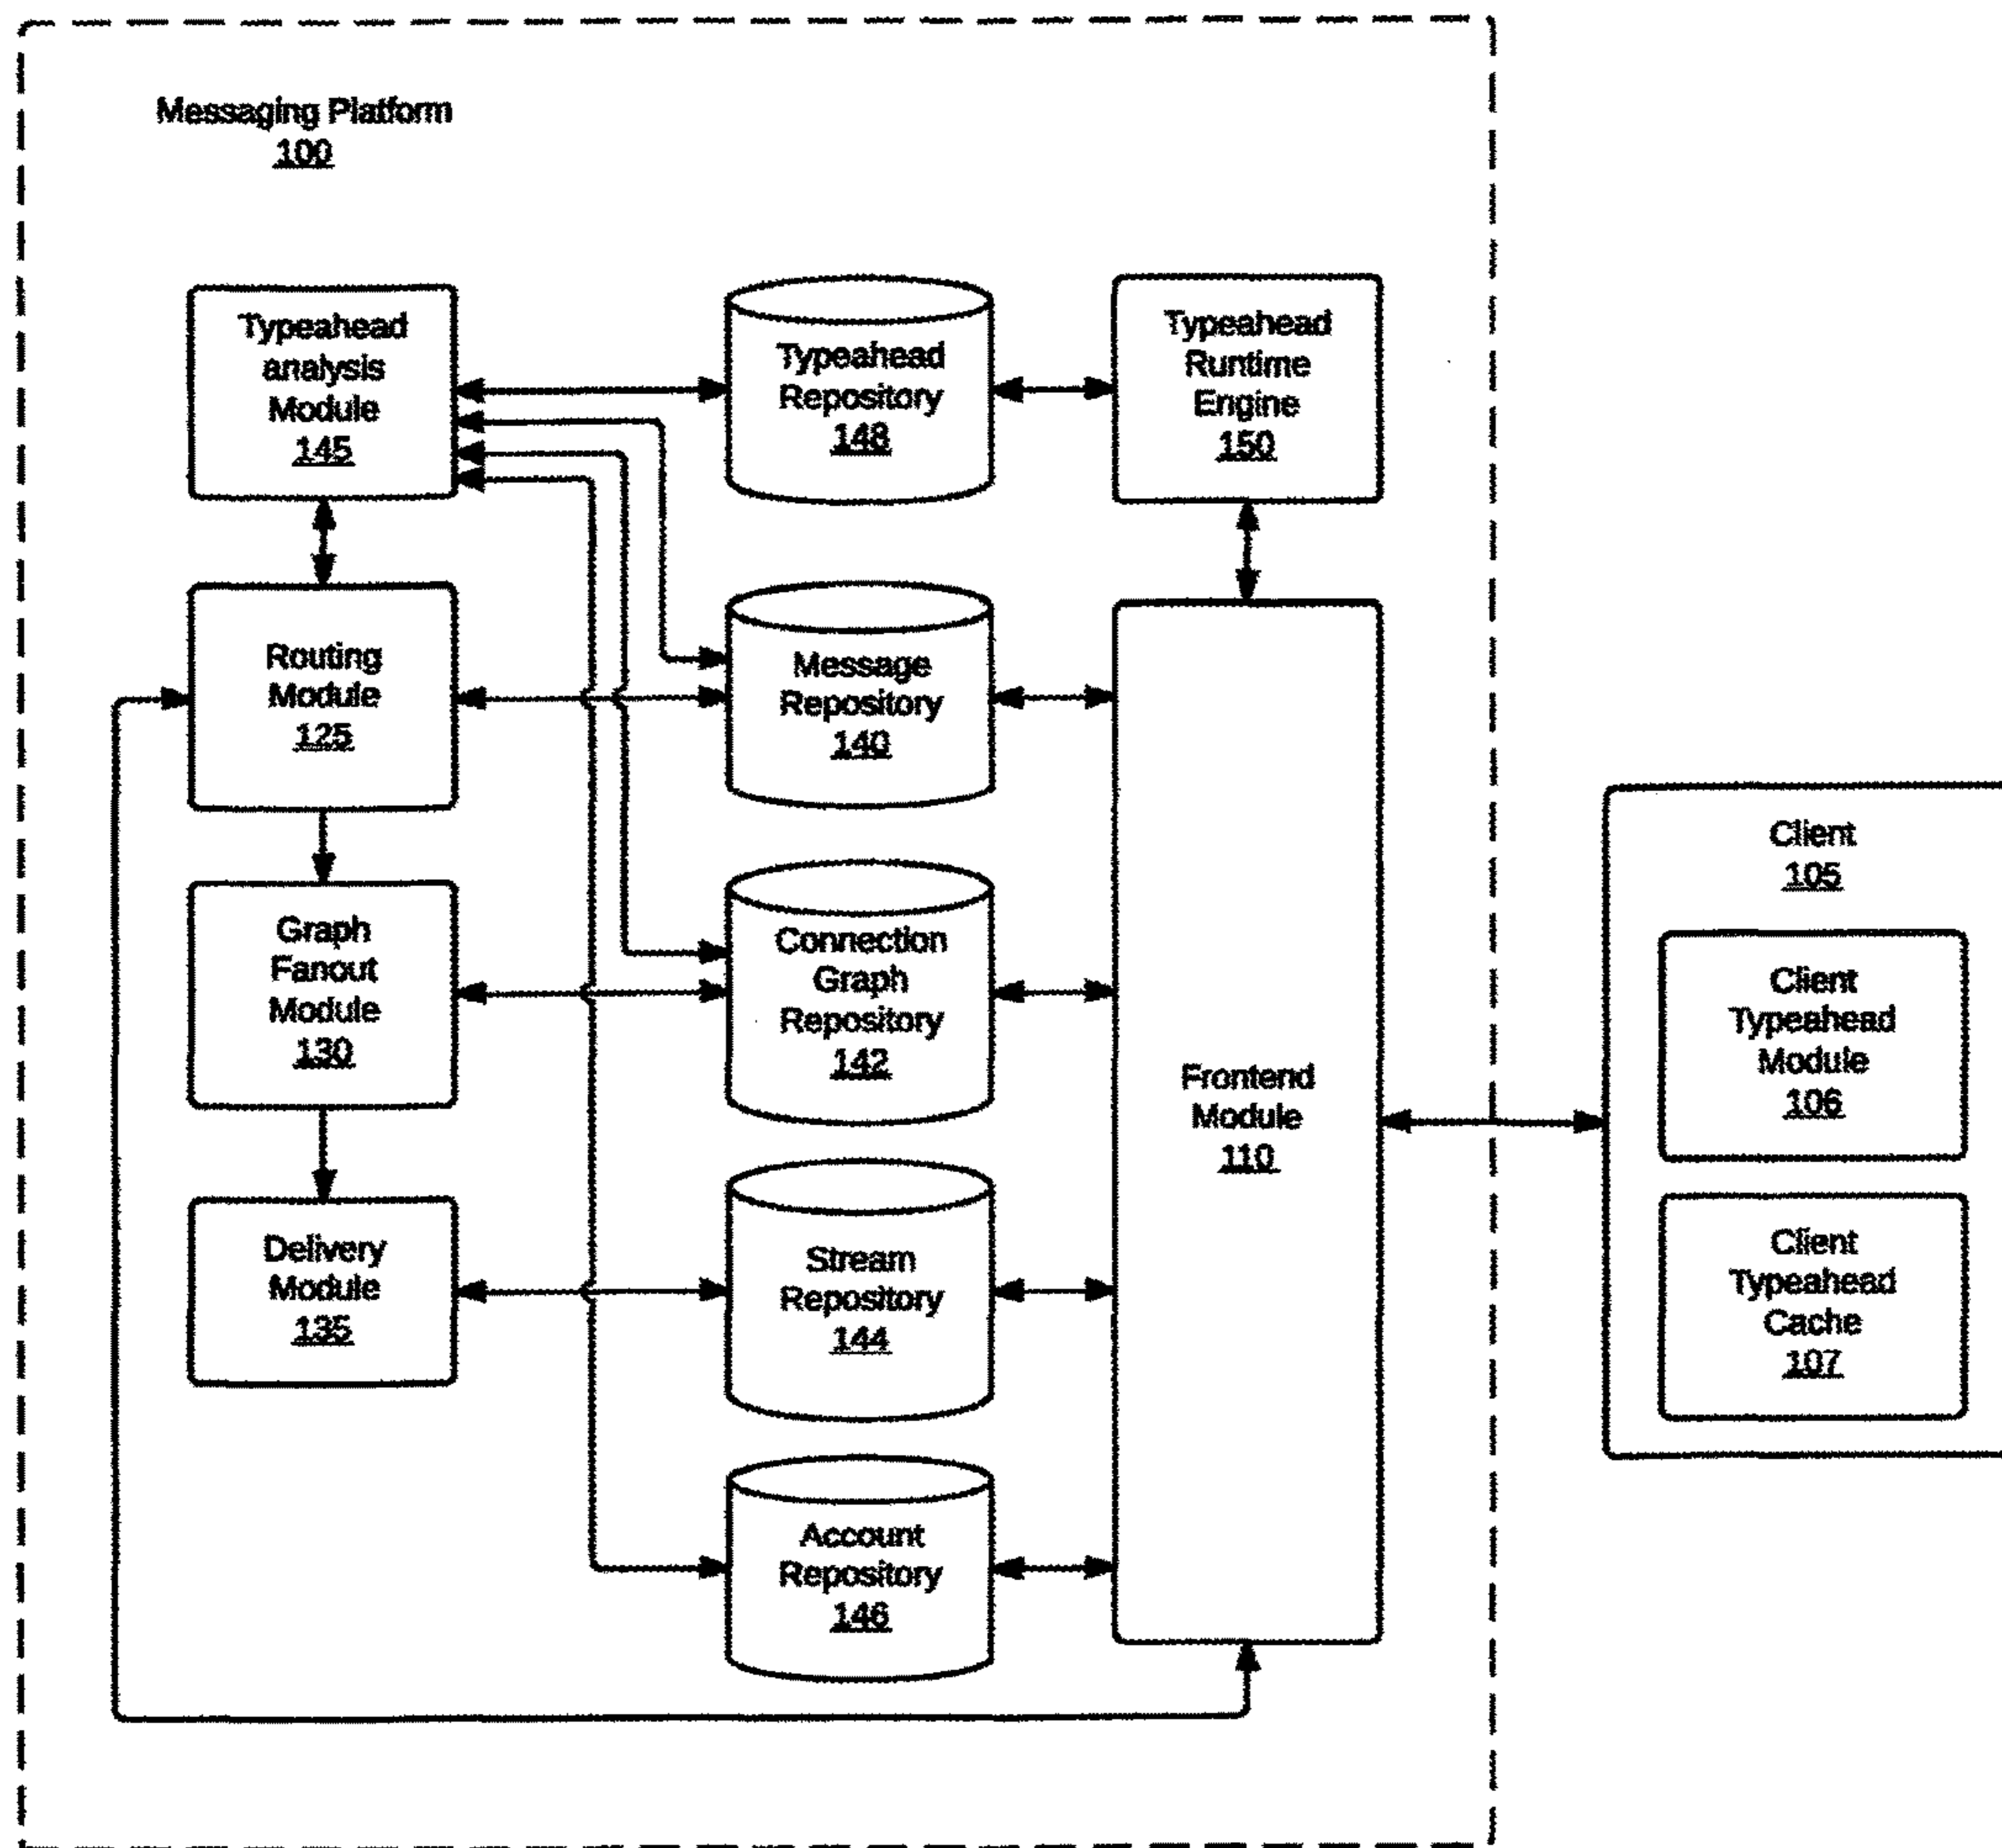 Messaging Platform
100
Typeahead
analysis
Module
145
Typeahead
Repository
148
Typeahead
Runtime
Engine
150
Routing
Module
125
Message
Repository
140
Graph
Fanout
Module
130
Connection
Graph
Repository
142
Frontend
Module
110
Delivery
Module
135
Stream
Repository
144
Account
Repository
146
Client
105
Client
Typeahead
Module
106
Client
Typeahead
Cache
107